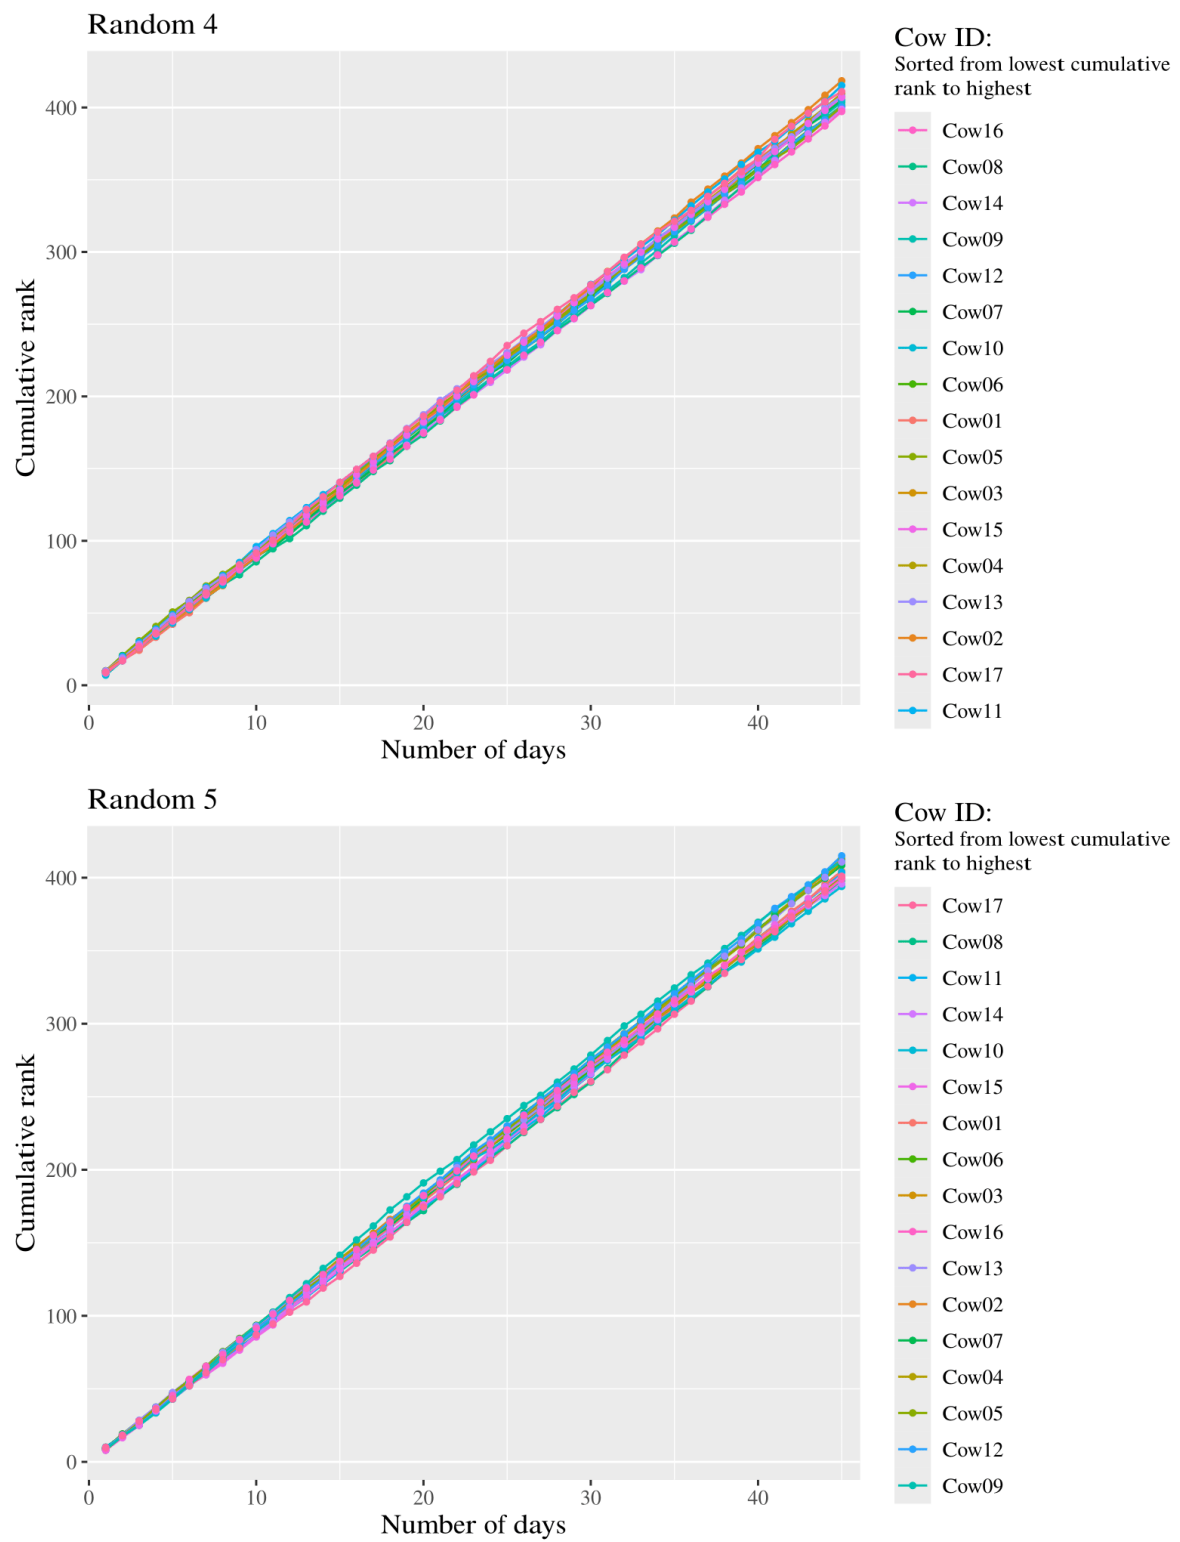 Random 4
Cumulative rank
400
300
200
100
0
0 10 20 30 40
Number of days
Cow ID:
Sorted from lowest cumulative
rank to highest
Cow16
Cow08
Cow14
Cow09
Cow12
Cow07
Cow10
Cow06
Cow01
Cow05
Cow03
Cow15
Cow04
Cow13
Cow02
Cow17
Cow11
Random 5
Cumulative rank
400
300
200
100
0
0 10 20 30 40
Number of days
Cow ID:
Sorted from lowest cumulative
rank to highest
Cow17
Cow08
Cow11
Cow14
Cow10
Cow15
Cow01
Cow06
Cow03
Cow16
Cow13
Cow02
Cow07
Cow04
Cow05
Cow12
Cow09